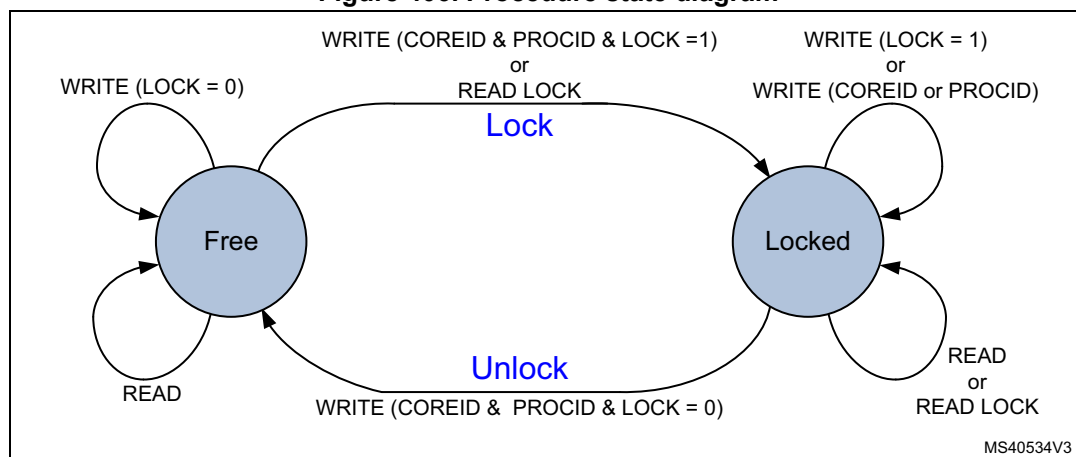 WRITE (COREID & PROCID & LOCK =1)
or
READ LOCK
Lock
WRITE (LOCK = 1)
or
WRITE (COREID or PROCID)
WRITE (LOCK = 0)
Free
Locked
READ
Unlock
WRITE (COREID & PROCID & LOCK = 0)
READ
or
READ LOCK
MS40534V3